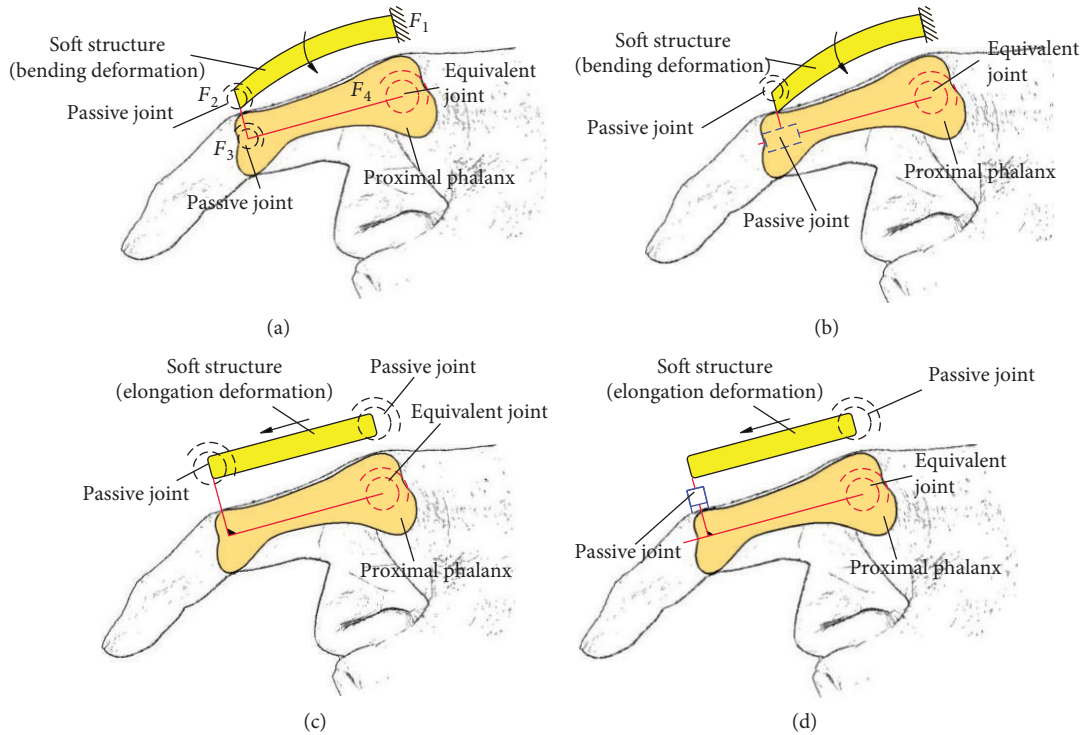 F1
Soft structure
(bending deformation)
F2
Passive joint
F4
Equivalent
joint
F3
Proximal phalanx
Passive joint
(a)
Soft structure
(bending deformation)
Equivalent
joint
Passive joint
Proximal phalanx
Passive joint
(b)
Soft structure
(elongation deformation)
Passive joint
Equivalent joint
Passive joint
Proximal phalanx
(c)
Soft structure
(elongation deformation)
Passive joint
Equivalent
joint
Passive joint
Proximal phalanx
(d)